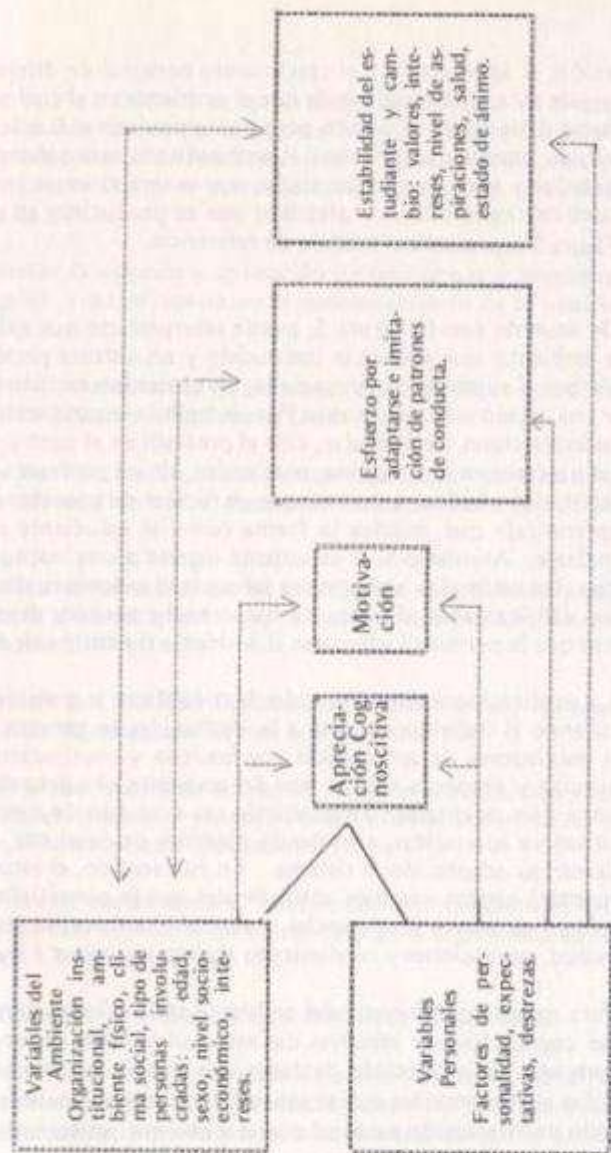 Variables del
Ambiente
Organización ins-
titucional, am-
biente físico, cli-
ma social, tipo de
personas involu-
cradas: edad,
sexo, nivel socio-
económico, inte-
reses.
Variables
Personales
Factores de per-
sonalidad, expec-
tativas, destrezas
Aprecia-
ción Cog-
noscitiva
Motiva-
ción
Esfuerzo por
adaptarse e imita-
ción de patrones
de conducta.
Estabilidad del es-
tudiante y cam-
bio: valores, inte-
reses, nivel de as-
piraciones, salud,
estado de ánimo.